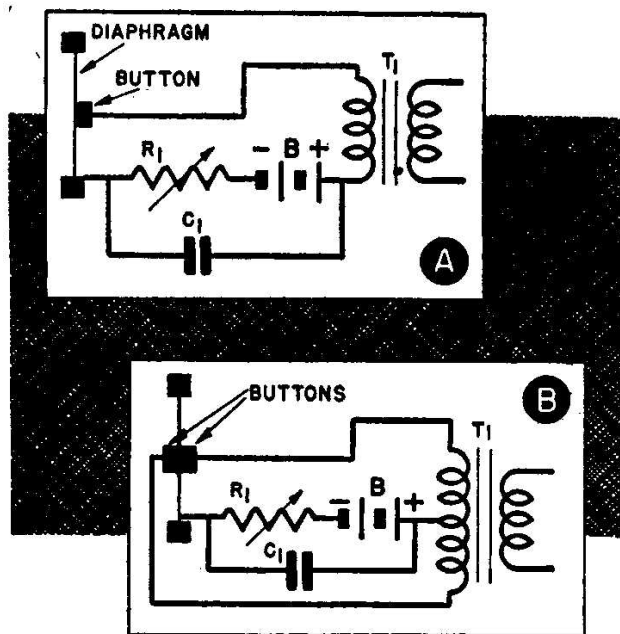 DIAPHRAGM
BUTTON
T1
R1
- B +
C1
A
BUTTONS
B
T1
R1
- B +
C1